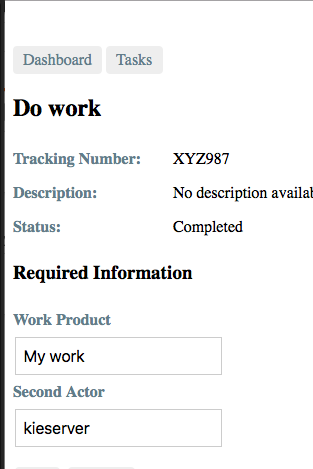 Dashboard Tasks
Do work
Tracking Number: XYZ987
Description: No description availab
Status: Completed
Required Information
Work Product
My work
Second Actor
kieserver